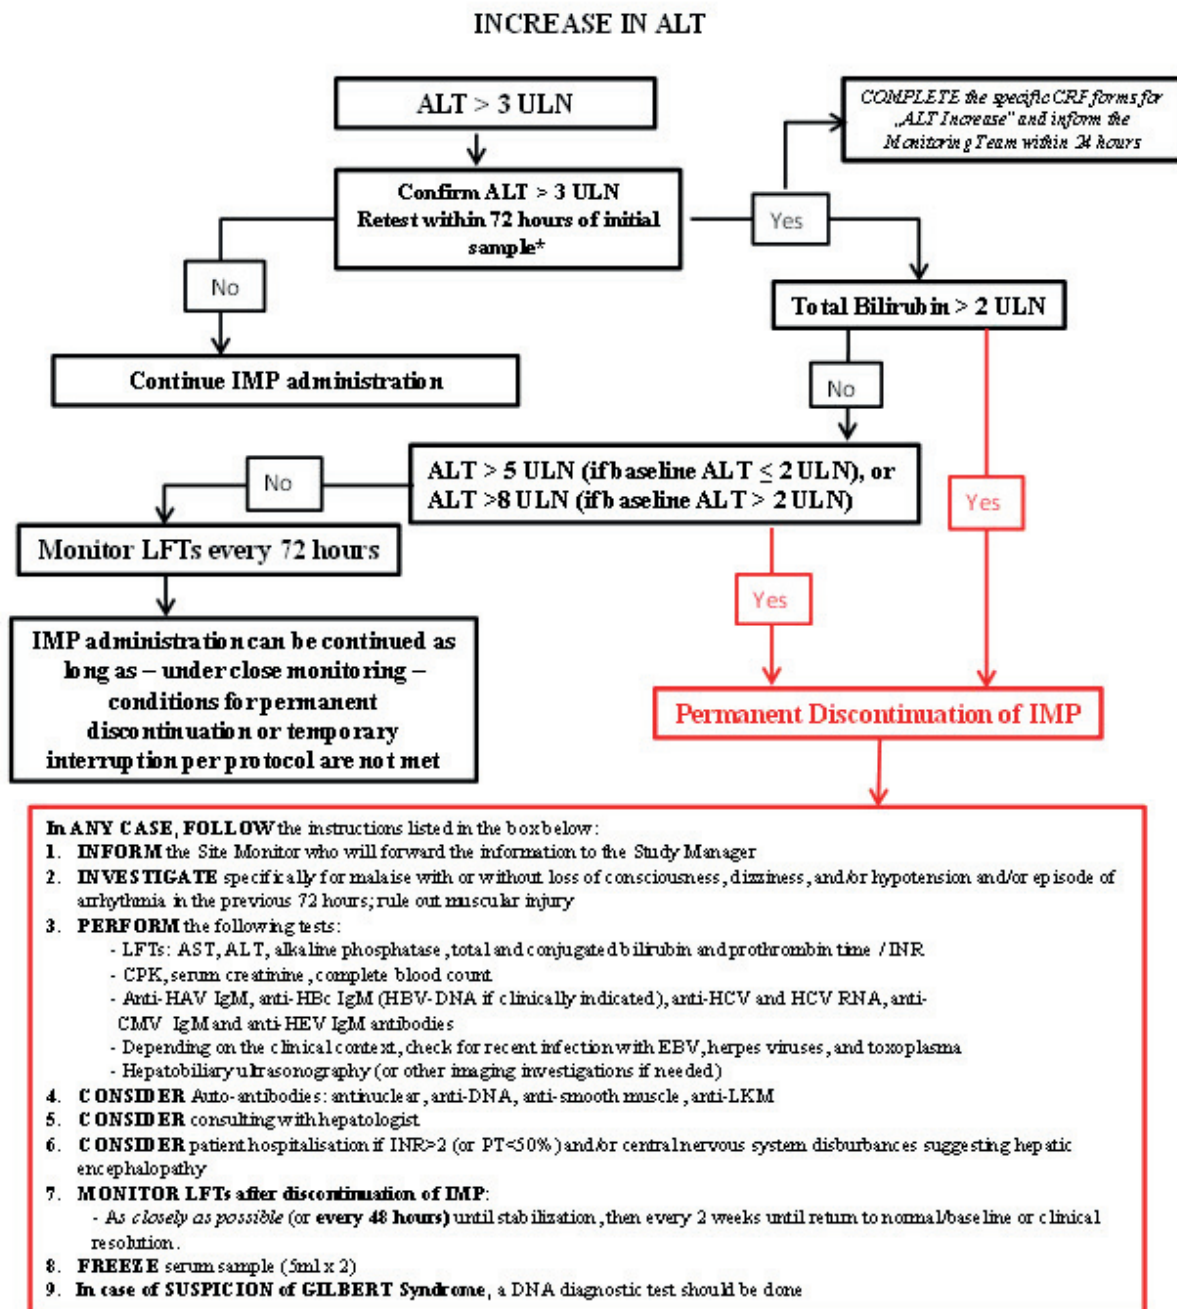 INCREASE IN ALT
ALT > 3 ULN
COMPLETE the specific CRF forms for
„ALT Increase" and inform the
Monitoring Team within 24 hours
Confirm ALT > 3 ULN
Retest within 72 hours of initial
sample*
Yes
No
Total Bilirubin > 2 ULN
Continue IMP administration
No
ALT > 5 ULN (if baseline ALT ≤ 2 ULN), or
ALT >8 ULN (if baseline ALT > 2 ULN)
No
Yes
Monitor LFTs every 72 hours
Yes
IMP administration can be continued as
long as – under close monitoring –
conditions for permanent
discontinuation or temporary
interruption per protocol are not met
Permanent Discontinuation of IMP
In ANY CASE, FOLLOW the instructions listed in the box below:
1. INFORM the Site Monitor who will forward the information to the Study Manager
2. INVESTIGATE specifically for malaise with or without loss of consciousness, dizziness, and/or hypotension and/or episode of
arrhythmia in the previous 72 hours; rule out muscular injury
3. PERFORM the following tests:
- LFTs: AST, ALT, alkaline phosphatase, total and conjugated bilirubin and prothrombin time / INR
- CPK, serum creatinine, complete blood count
- Anti-HAV IgM, anti-HBc IgM (HBV-DNA if clinically indicated), anti-HCV and HCV RNA, anti-
CMV IgM and anti-HEV IgM antibodies
- Depending on the clinical context, check for recent infection with EBV, herpes viruses, and toxoplasma
- Hepatobiliary ultrasonography (or other imaging investigations if needed)
4. CONSIDER Auto-antibodies: antinuclear, anti-DNA, anti-smooth muscle, anti-LKM
5. CONSIDER consulting with hepatologist
6. CONSIDER patient hospitalisation if INR>2 (or PT<50%) and/or central nervous system disturbances suggesting hepatic
encephalopathy
7. MONITOR LFTs after discontinuation of IMP:
- As closely as possible (or every 48 hours) until stabilization, then every 2 weeks until return to normal/baseline or clinical
resolution.
8. FREEZE serum sample (5ml x 2)
9. In case of SUSPICION of GILBERT Syndrome, a DNA diagnostic test should be done